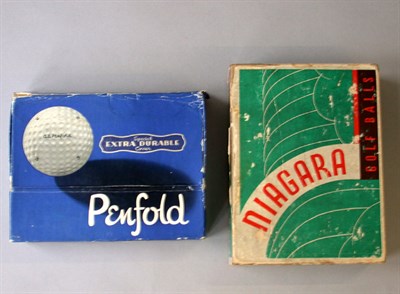 Special
EXTRA DURABLE
Cover
Penfold
NIAGARA
GOLF BALLS